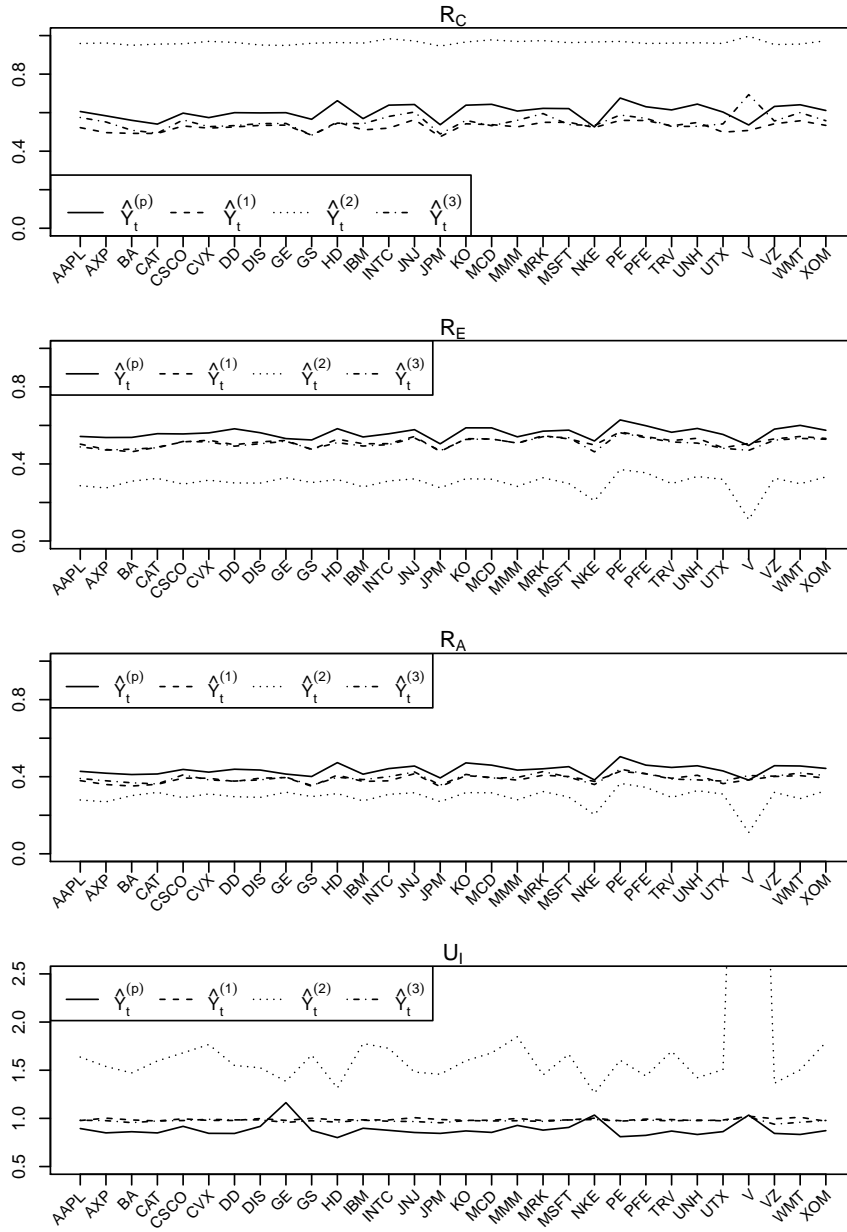 R_C
0.0 0.4 0.8
Ŷ_t^(p) Ŷ_t^(1) Ŷ_t^(2) Ŷ_t^(3)
AAPL AXP BA CAT CSCO CVX DD DIS GE GS HD IBM INTC JNJ JPM KO MCD MMM MRK MSFT NKE PE PFE TRV UNH UTX V VZ WMT XOM
R_E
0.0 0.4 0.8
Ŷ_t^(p) Ŷ_t^(1) Ŷ_t^(2) Ŷ_t^(3)
AAPL AXP BA CAT CSCO CVX DD DIS GE GS HD IBM INTC JNJ JPM KO MCD MMM MRK MSFT NKE PE PFE TRV UNH UTX V VZ WMT XOM
R_A
0.0 0.4 0.8
Ŷ_t^(p) Ŷ_t^(1) Ŷ_t^(2) Ŷ_t^(3)
AAPL AXP BA CAT CSCO CVX DD DIS GE GS HD IBM INTC JNJ JPM KO MCD MMM MRK MSFT NKE PE PFE TRV UNH UTX V VZ WMT XOM
U_I
0.5 1.0 1.5 2.0 2.5
Ŷ_t^(p) Ŷ_t^(1) Ŷ_t^(2) Ŷ_t^(3)
AAPL AXP BA CAT CSCO CVX DD DIS GE GS HD IBM INTC JNJ JPM KO MCD MMM MRK MSFT NKE PE PFE TRV UNH UTX V VZ WMT XOM